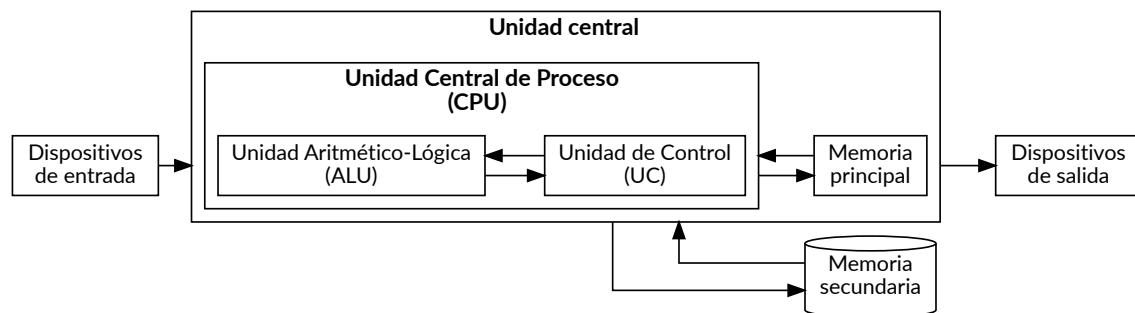 Unidad central
Unidad Central de Proceso
(CPU)
Dispositivos
de entrada
Unidad Aritmético-Lógica
(ALU)
Unidad de Control
(UC)
Memoria
principal
Dispositivos
de salida
Memoria
secundaria